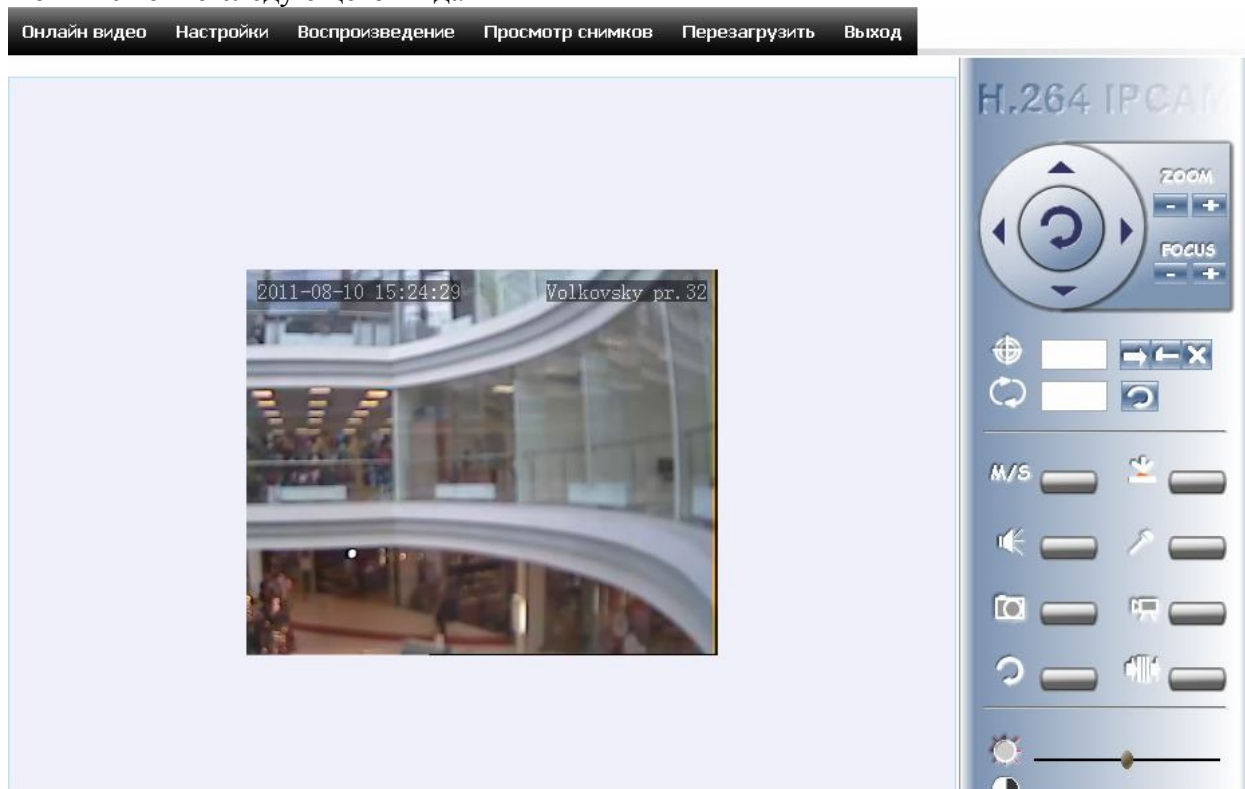 Онлайн видео Настройки Воспроизведение Просмотр снимков Перезагрузить Выход
H.264 IPCAM
ZOOM
- +
FOCUS
- +
2011-08-10 15:24:29 Volkovsky pr.32
M/S